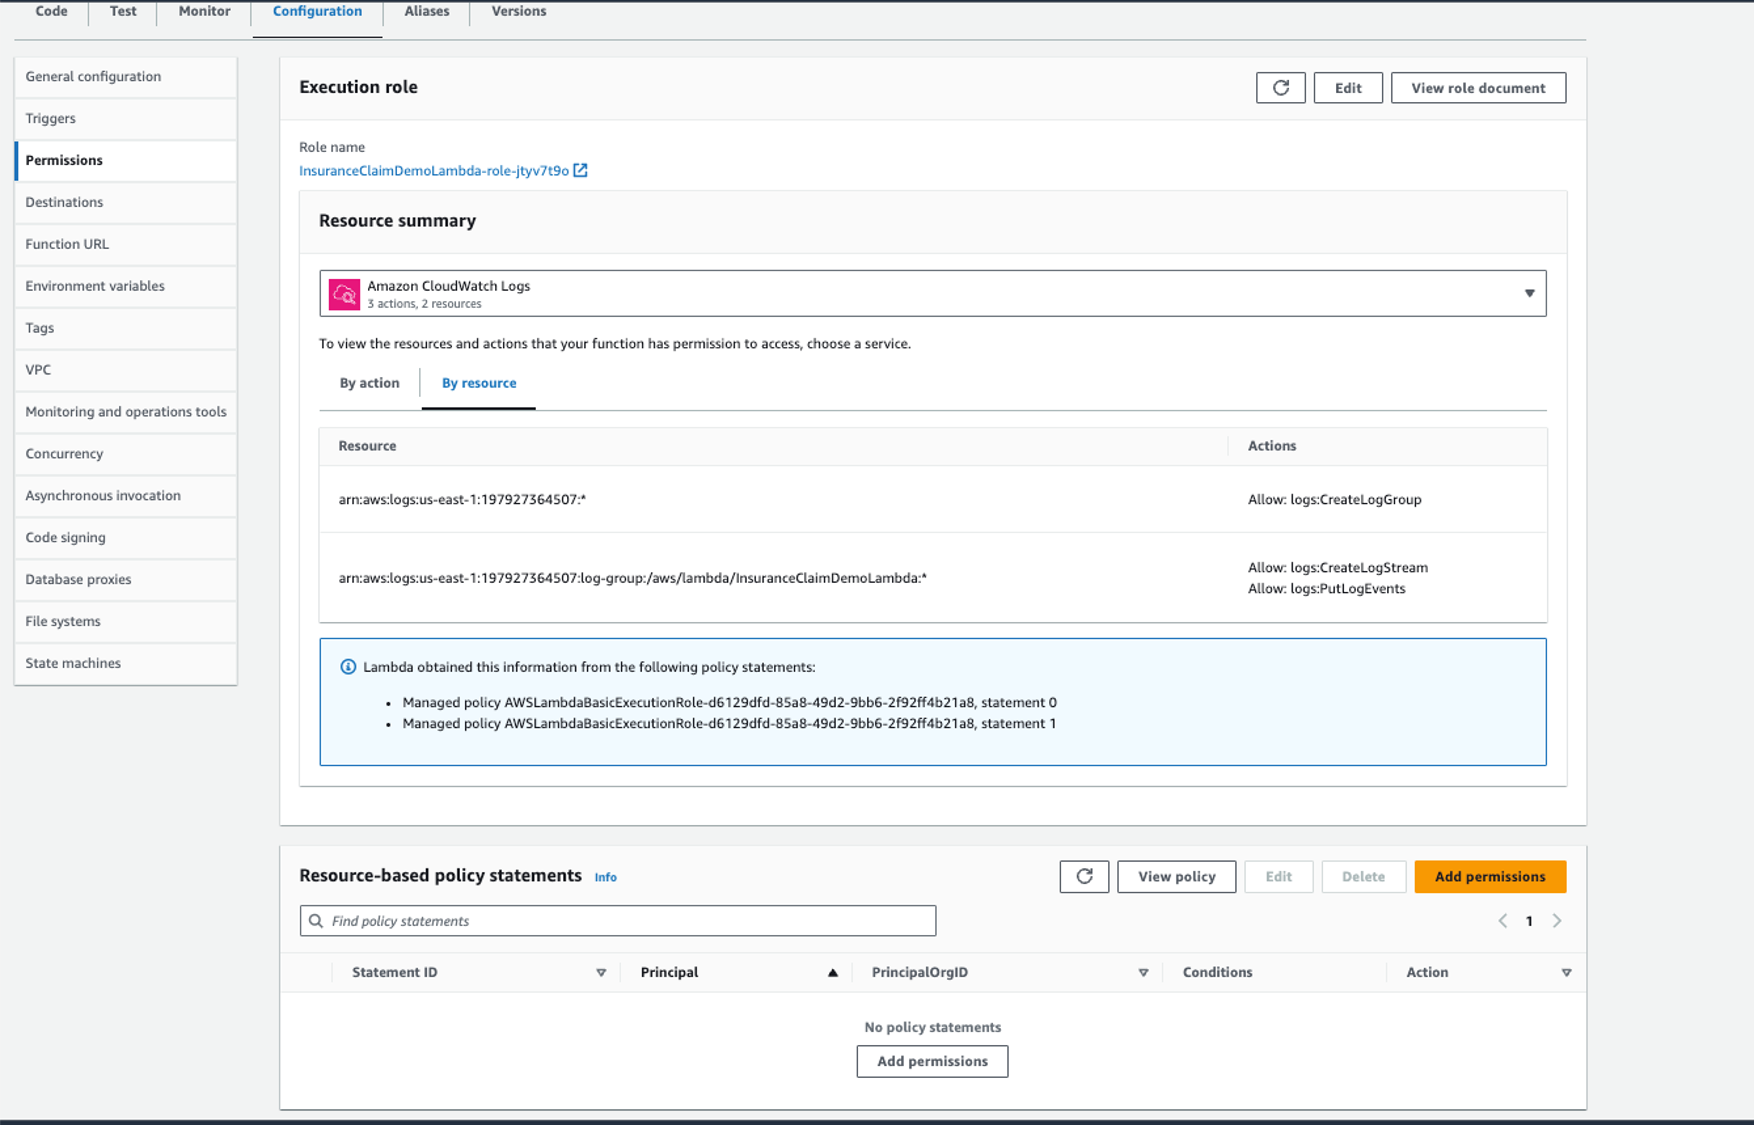 Code Test Monitor Configuration Aliases Versions
General configuration
Triggers
Permissions
Destinations
Function URL
Environment variables
Tags
VPC
Monitoring and operations tools
Concurrency
Asynchronous invocation
Code signing
Database proxies
File systems
State machines
Execution role
Edit
View role document
Role name
InsuranceClaimDemoLambda-role-jtyv7t9o
Resource summary
Amazon CloudWatch Logs
3 actions, 2 resources
To view the resources and actions that your function has permission to access, choose a service.
By action By resource
Resource Actions
arn:aws:logs:us-east-1:197927364507:* Allow: logs:CreateLogGroup
arn:aws:logs:us-east-1:197927364507:log-group:/aws/lambda/InsuranceClaimDemoLambda:*
Allow: logs:CreateLogStream
Allow: logs:PutLogEvents
Lambda obtained this information from the following policy statements:
• Managed policy AWSLambdaBasicExecutionRole-d6129dfd-85a8-49d2-9bb6-2f92ff4b21a8, statement 0
• Managed policy AWSLambdaBasicExecutionRole-d6129dfd-85a8-49d2-9bb6-2f92ff4b21a8, statement 1
Resource-based policy statements Info
View policy Edit Delete Add permissions
Find policy statements
1
Statement ID Principal PrincipalOrgID Conditions Action
No policy statements
Add permissions